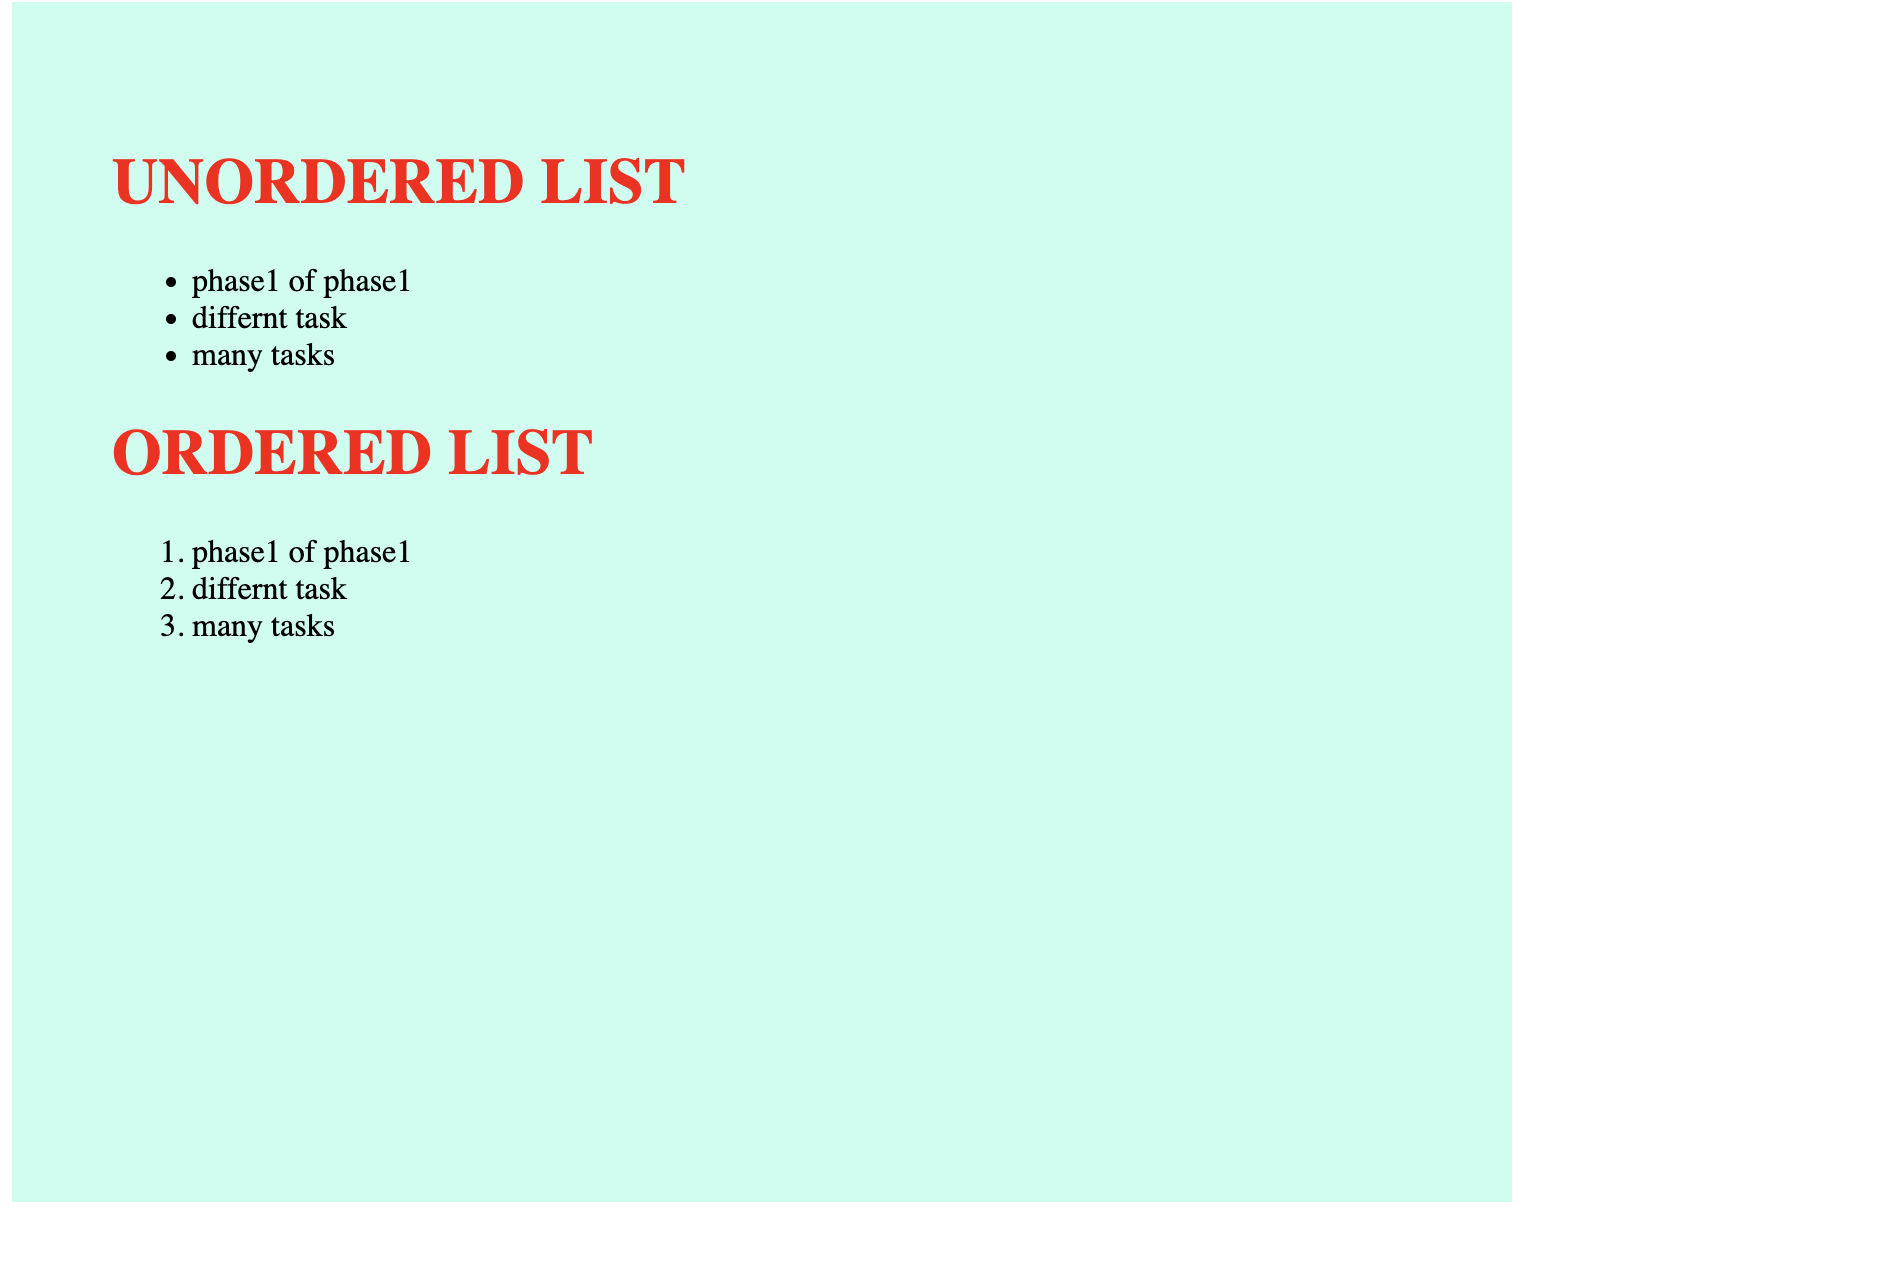 UNORDERED LIST
• phase1 of phase1
• differnt task
• many tasks
ORDERED LIST
1. phase1 of phase1
2. differnt task
3. many tasks